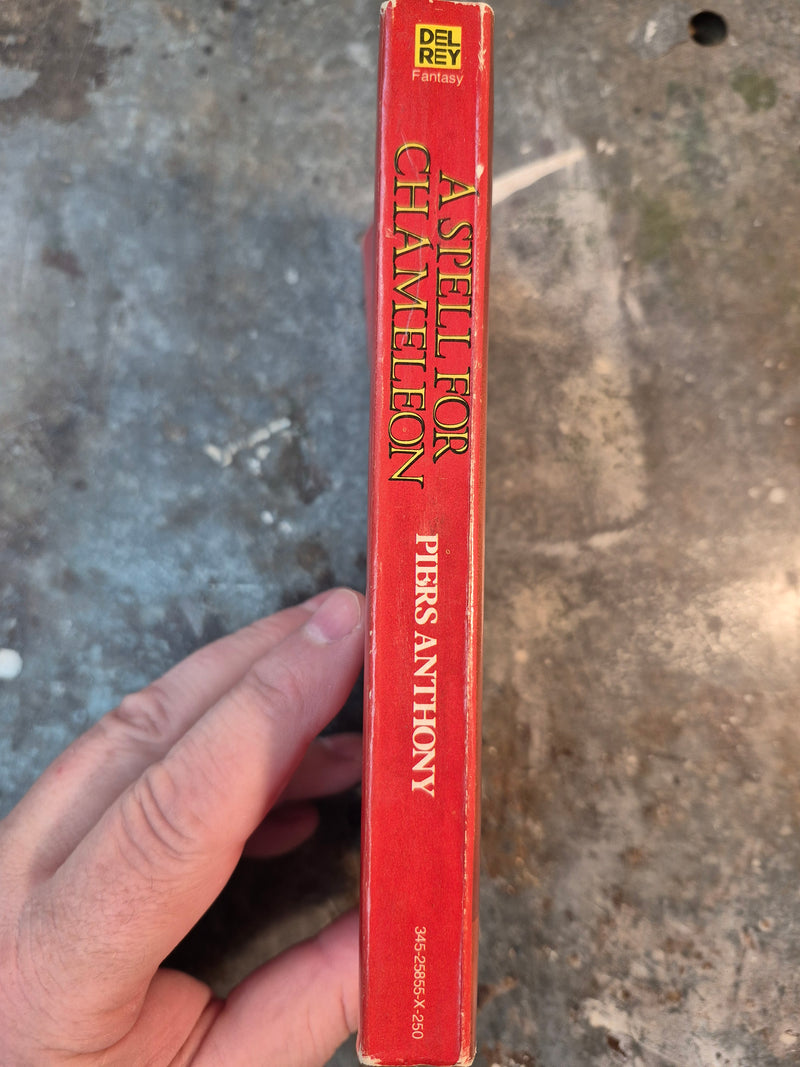 DEL
REY
Fantasy
A SPELL FOR
CHAMELEON
PIERS ANTHONY
345-25855-X-250